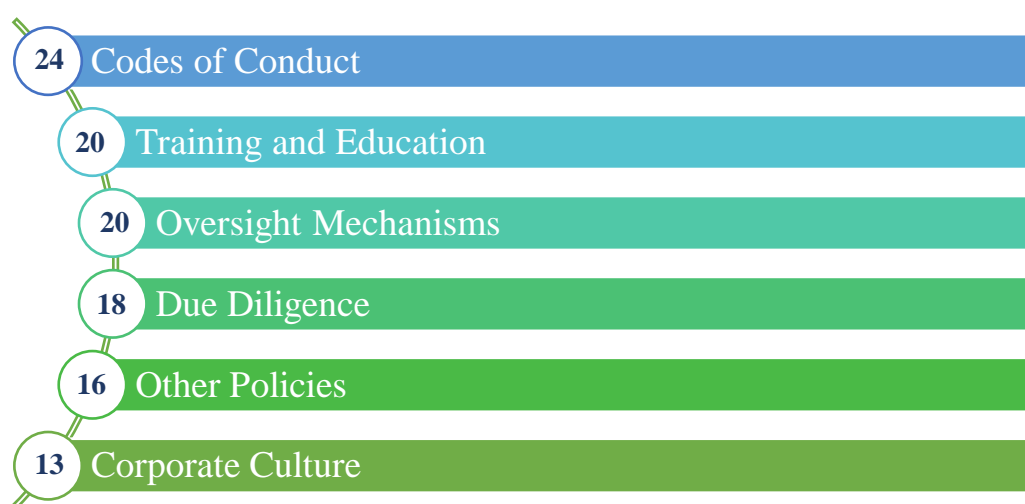 24 Codes of Conduct
20 Training and Education
20 Oversight Mechanisms
18 Due Diligence
16 Other Policies
13 Corporate Culture